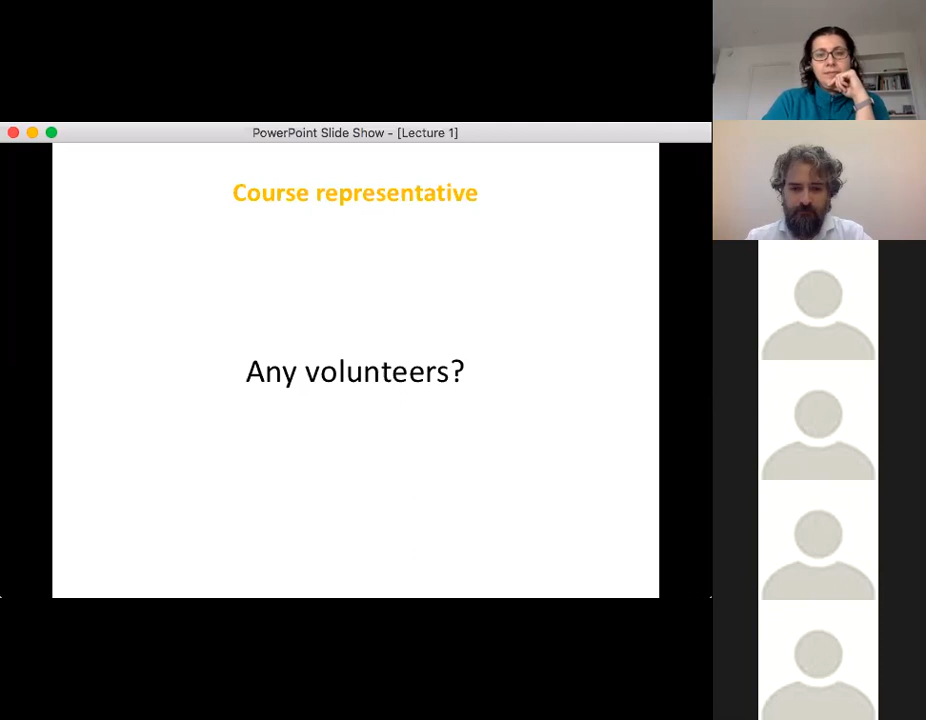 PowerPoint Slide Show - [Lecture 1]
Course representative
Any volunteers?